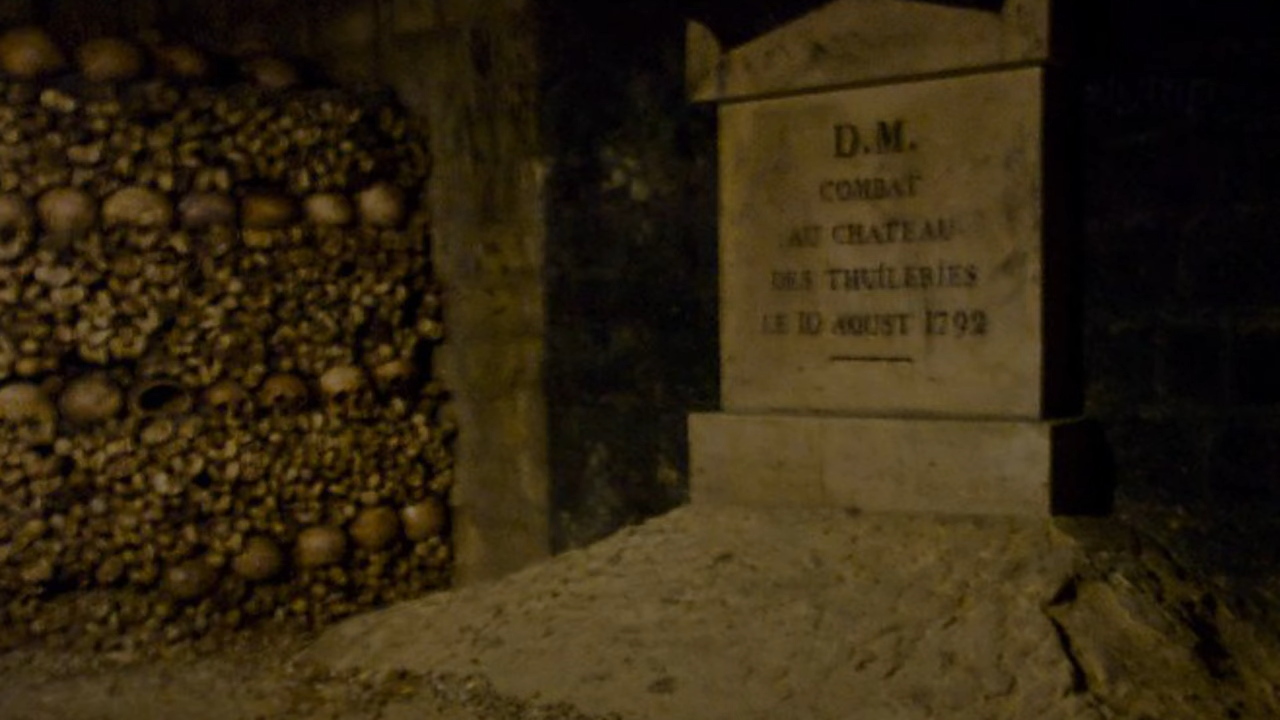 D.M.
COMBAT
AU CHATEAU
DES THUILERIES
LE 10 AOUST 1792